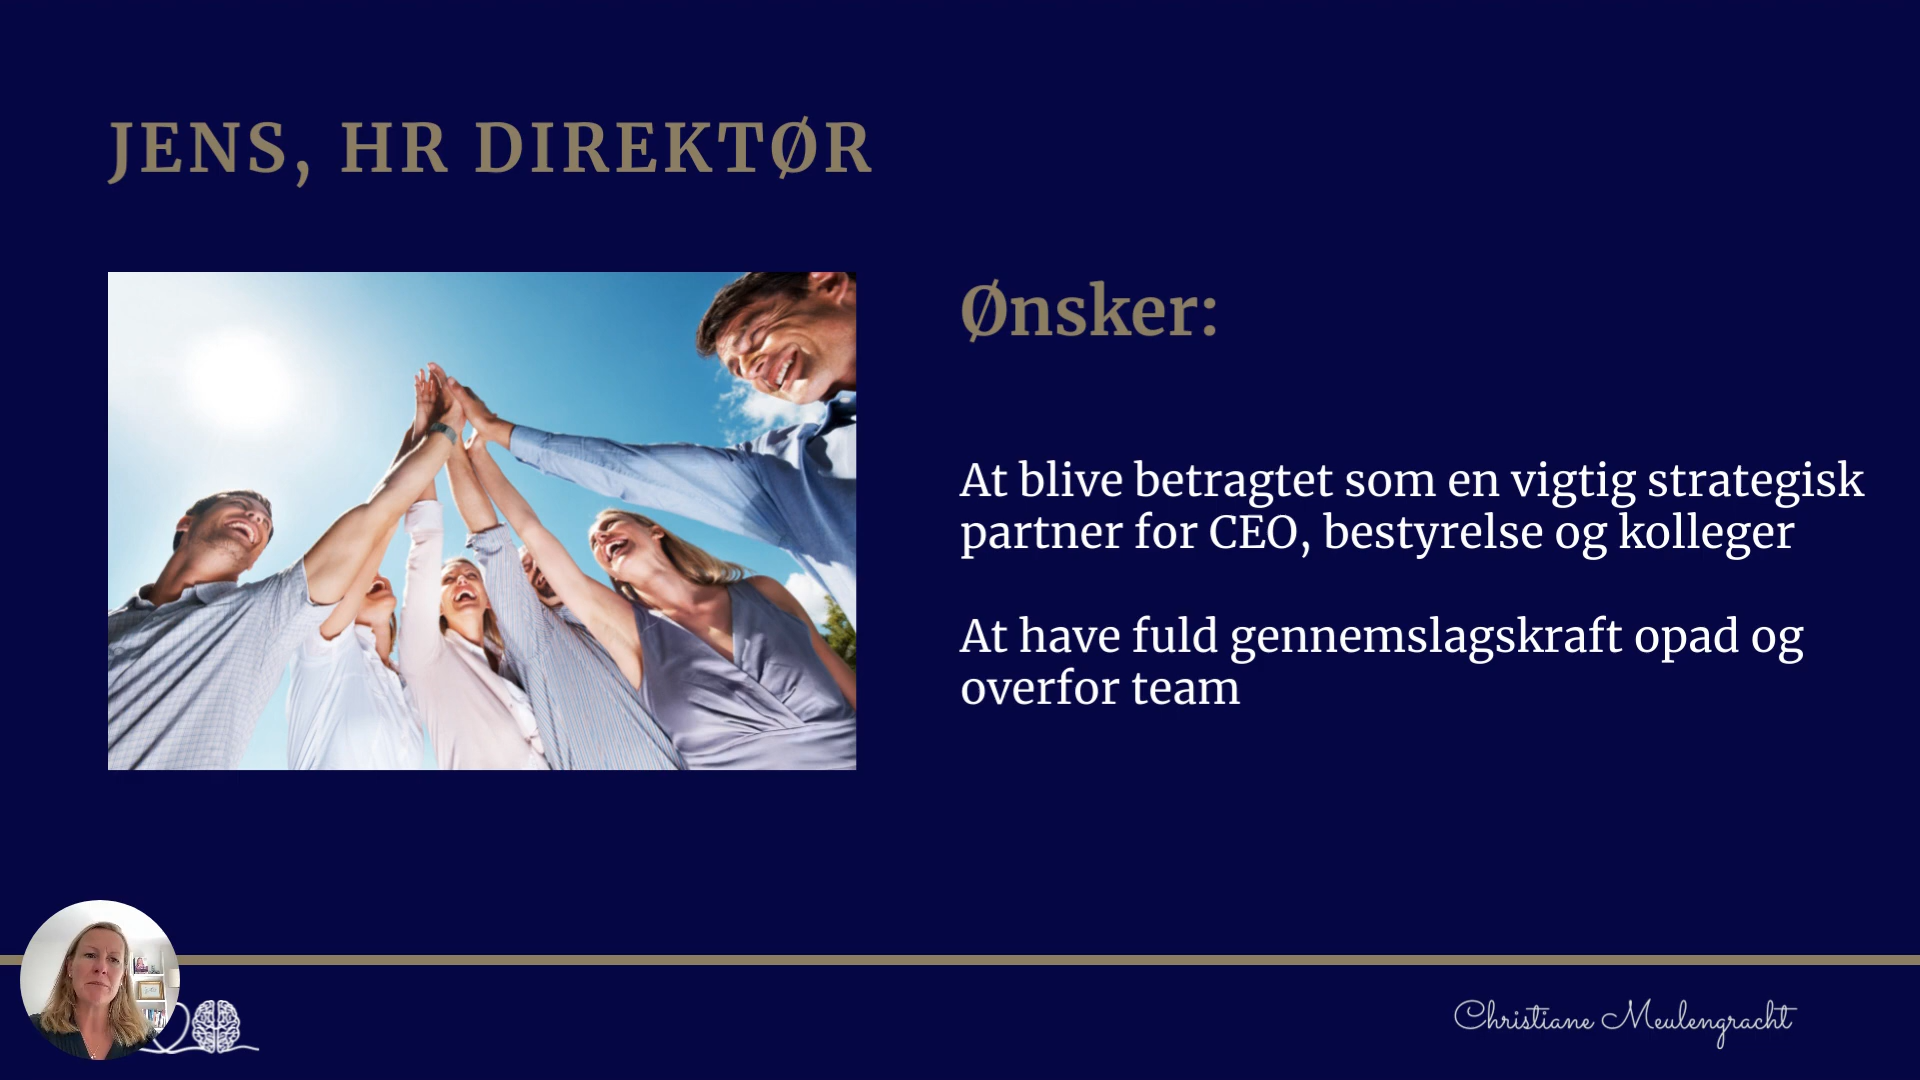 JENS, HR DIREKTØR
Ønsker:
At blive betragtet som en vigtig strategisk
partner for CEO, bestyrelse og kolleger
At have fuld gennemslagskraft opad og
overfor team
Christiane Meulengracht